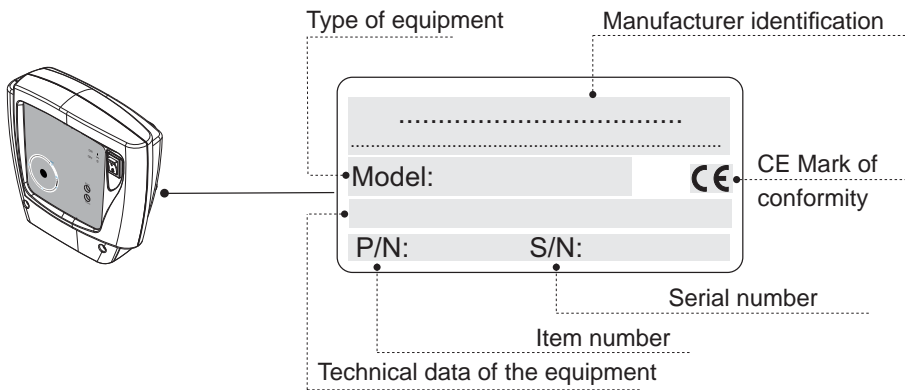 Type of equipment
Manufacturer identification
Model:
CE
CE Mark of
conformity
P/N: S/N:
Serial number
Item number
Technical data of the equipment